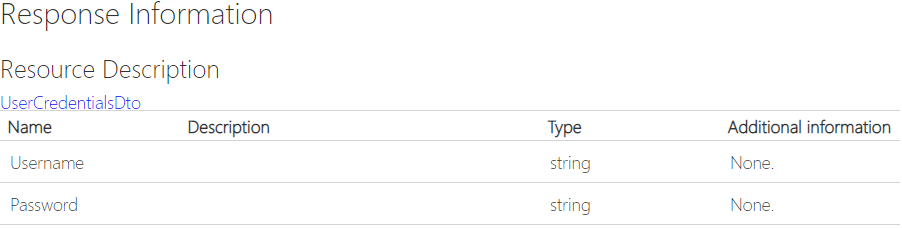 Response Information
Resource Description
UserCredentialsDto
Name Description Type Additional information
Username string None.
Password string None.